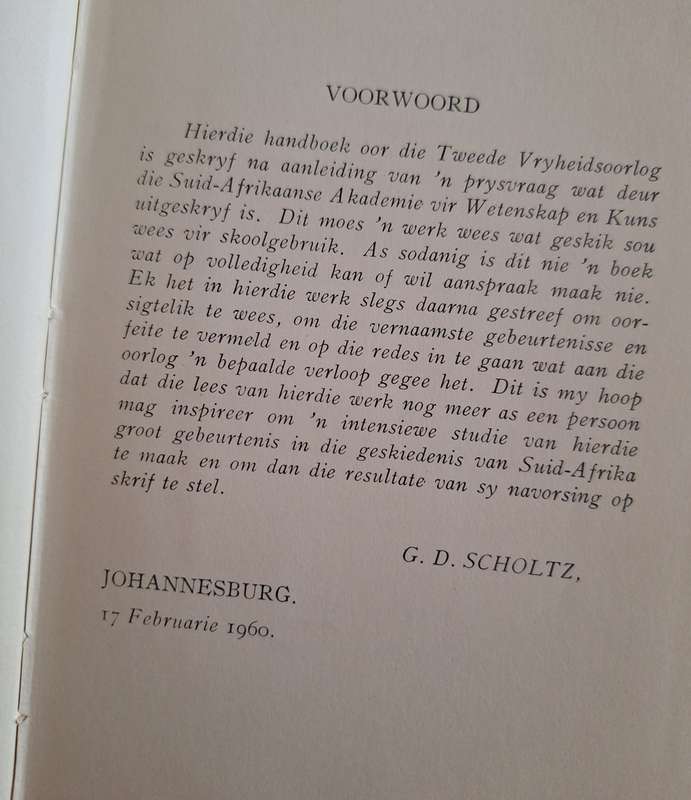 VOORWOORD
Hierdie handboek oor die Tweede Vryheidsoorlog
is geskryf na aanleiding van 'n prysvraag wat deur
die Suid-Afrikaanse Akademie vir Wetenskap en Kuns
uitgeskryf is. Dit moes 'n werk wees wat geskik sou
wees vir skoolgebruik. As sodanig is dit nie 'n boek
wat op volledigheid kan of wil aanspraak maak nie.
Ek het in hierdie werk slegs daarna gestreef om oor-
sigtelik te wees, om die vernaamste gebeurtenisse en
feite te vermeld en op die redes in te gaan wat aan die
oorlog 'n bepaalde verloop gegee het. Dit is my hoop
dat die lees van hierdie werk nog meer as een persoon
mag inspireer om 'n intensiewe studie van hierdie
groot gebeurtenis in die geskiedenis van Suid-Afrika
te maak en om dan die resultate van sy navorsing op
skrif te stel.
G. D. SCHOLTZ,
JOHANNESBURG.
17 Februarie 1960.